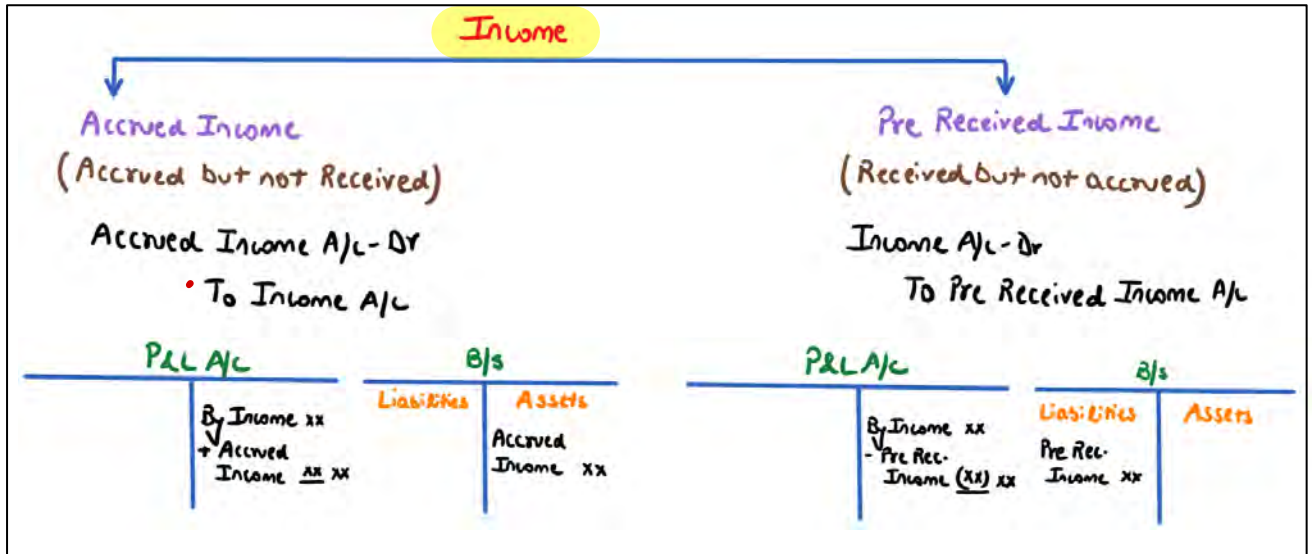 Income
Accrued Income
(Accrued but not Received)
Accrued Income A/c - Dr
To Income A/c
P&L A/c
By Income xx
+ Accrued
Income xx xx
B/s
Liabilities Assets
Accrued
Income xx
Pre Received Income
(Received but not accrued)
Income A/c - Dr
To Pre Received Income A/c
P&L A/c
By Income xx
- Pre Rec.
Income (xx) xx
B/s
Liabilities Assets
Pre Rec.
Income xx